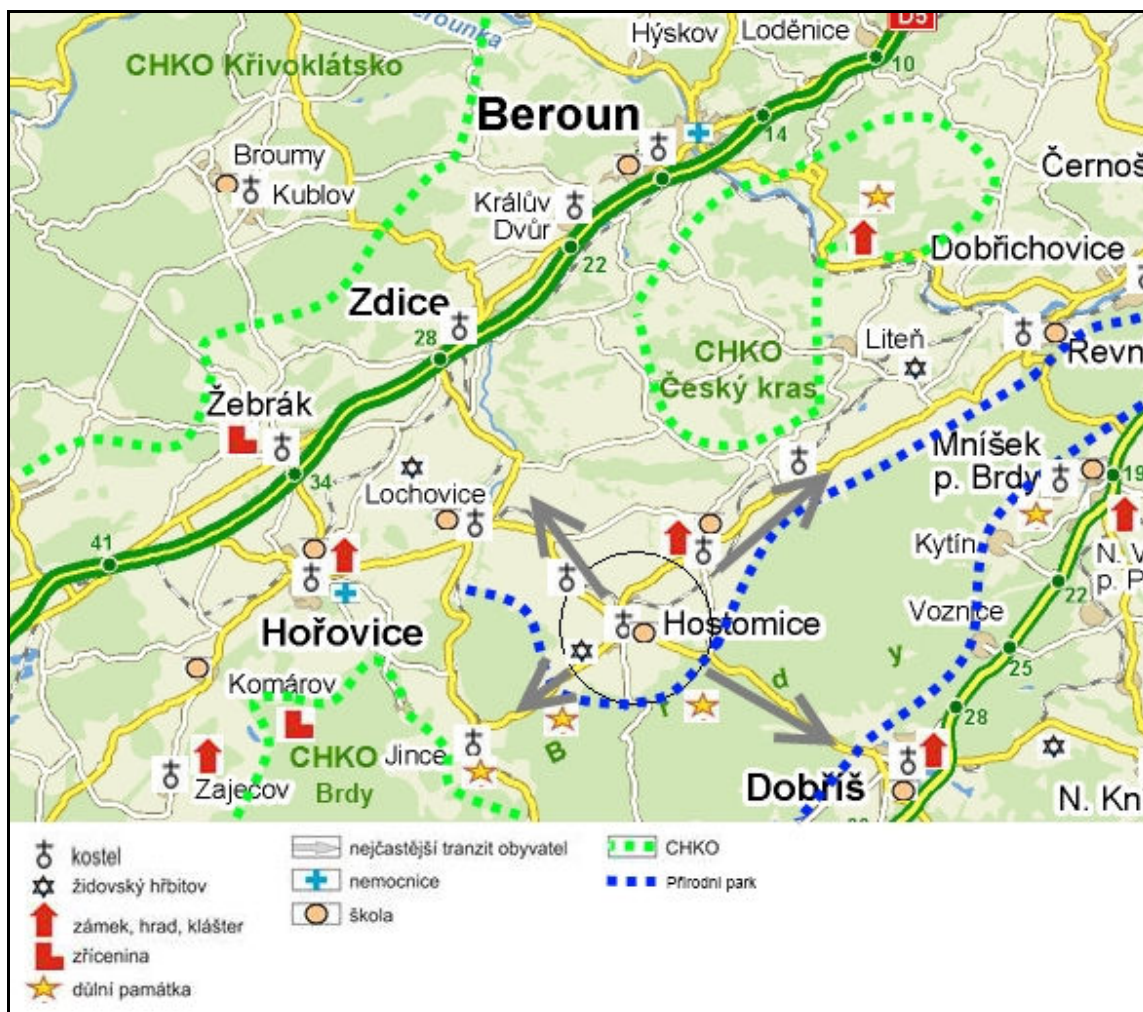 D5
erounka
Hýskov
Loděnice
10
CHKO Křivoklátsko
Beroun
14
Broumy
Kublov
Černoš
Králův
Dvůr
22
Dobřichovice
Zdice
28
CHKO
Český kras
Liteň
Řevn
Žebrák
34
Lochovice
Mníšek
p. Brdy
19
41
Kytín
N. V
p. P
22
Hořovice
Hostomice
Voznice
25
y
d
r
B
28
Komárov
CHKO
Brdy
Jince
Zaječov
Dobříš
N. Kn
kostel
židovský hřbitov
zámek, hrad, klášter
zřícenina
důlní památka
nejčastější tranzit obyvatel
nemocnice
škola
CHKO
Přírodní park